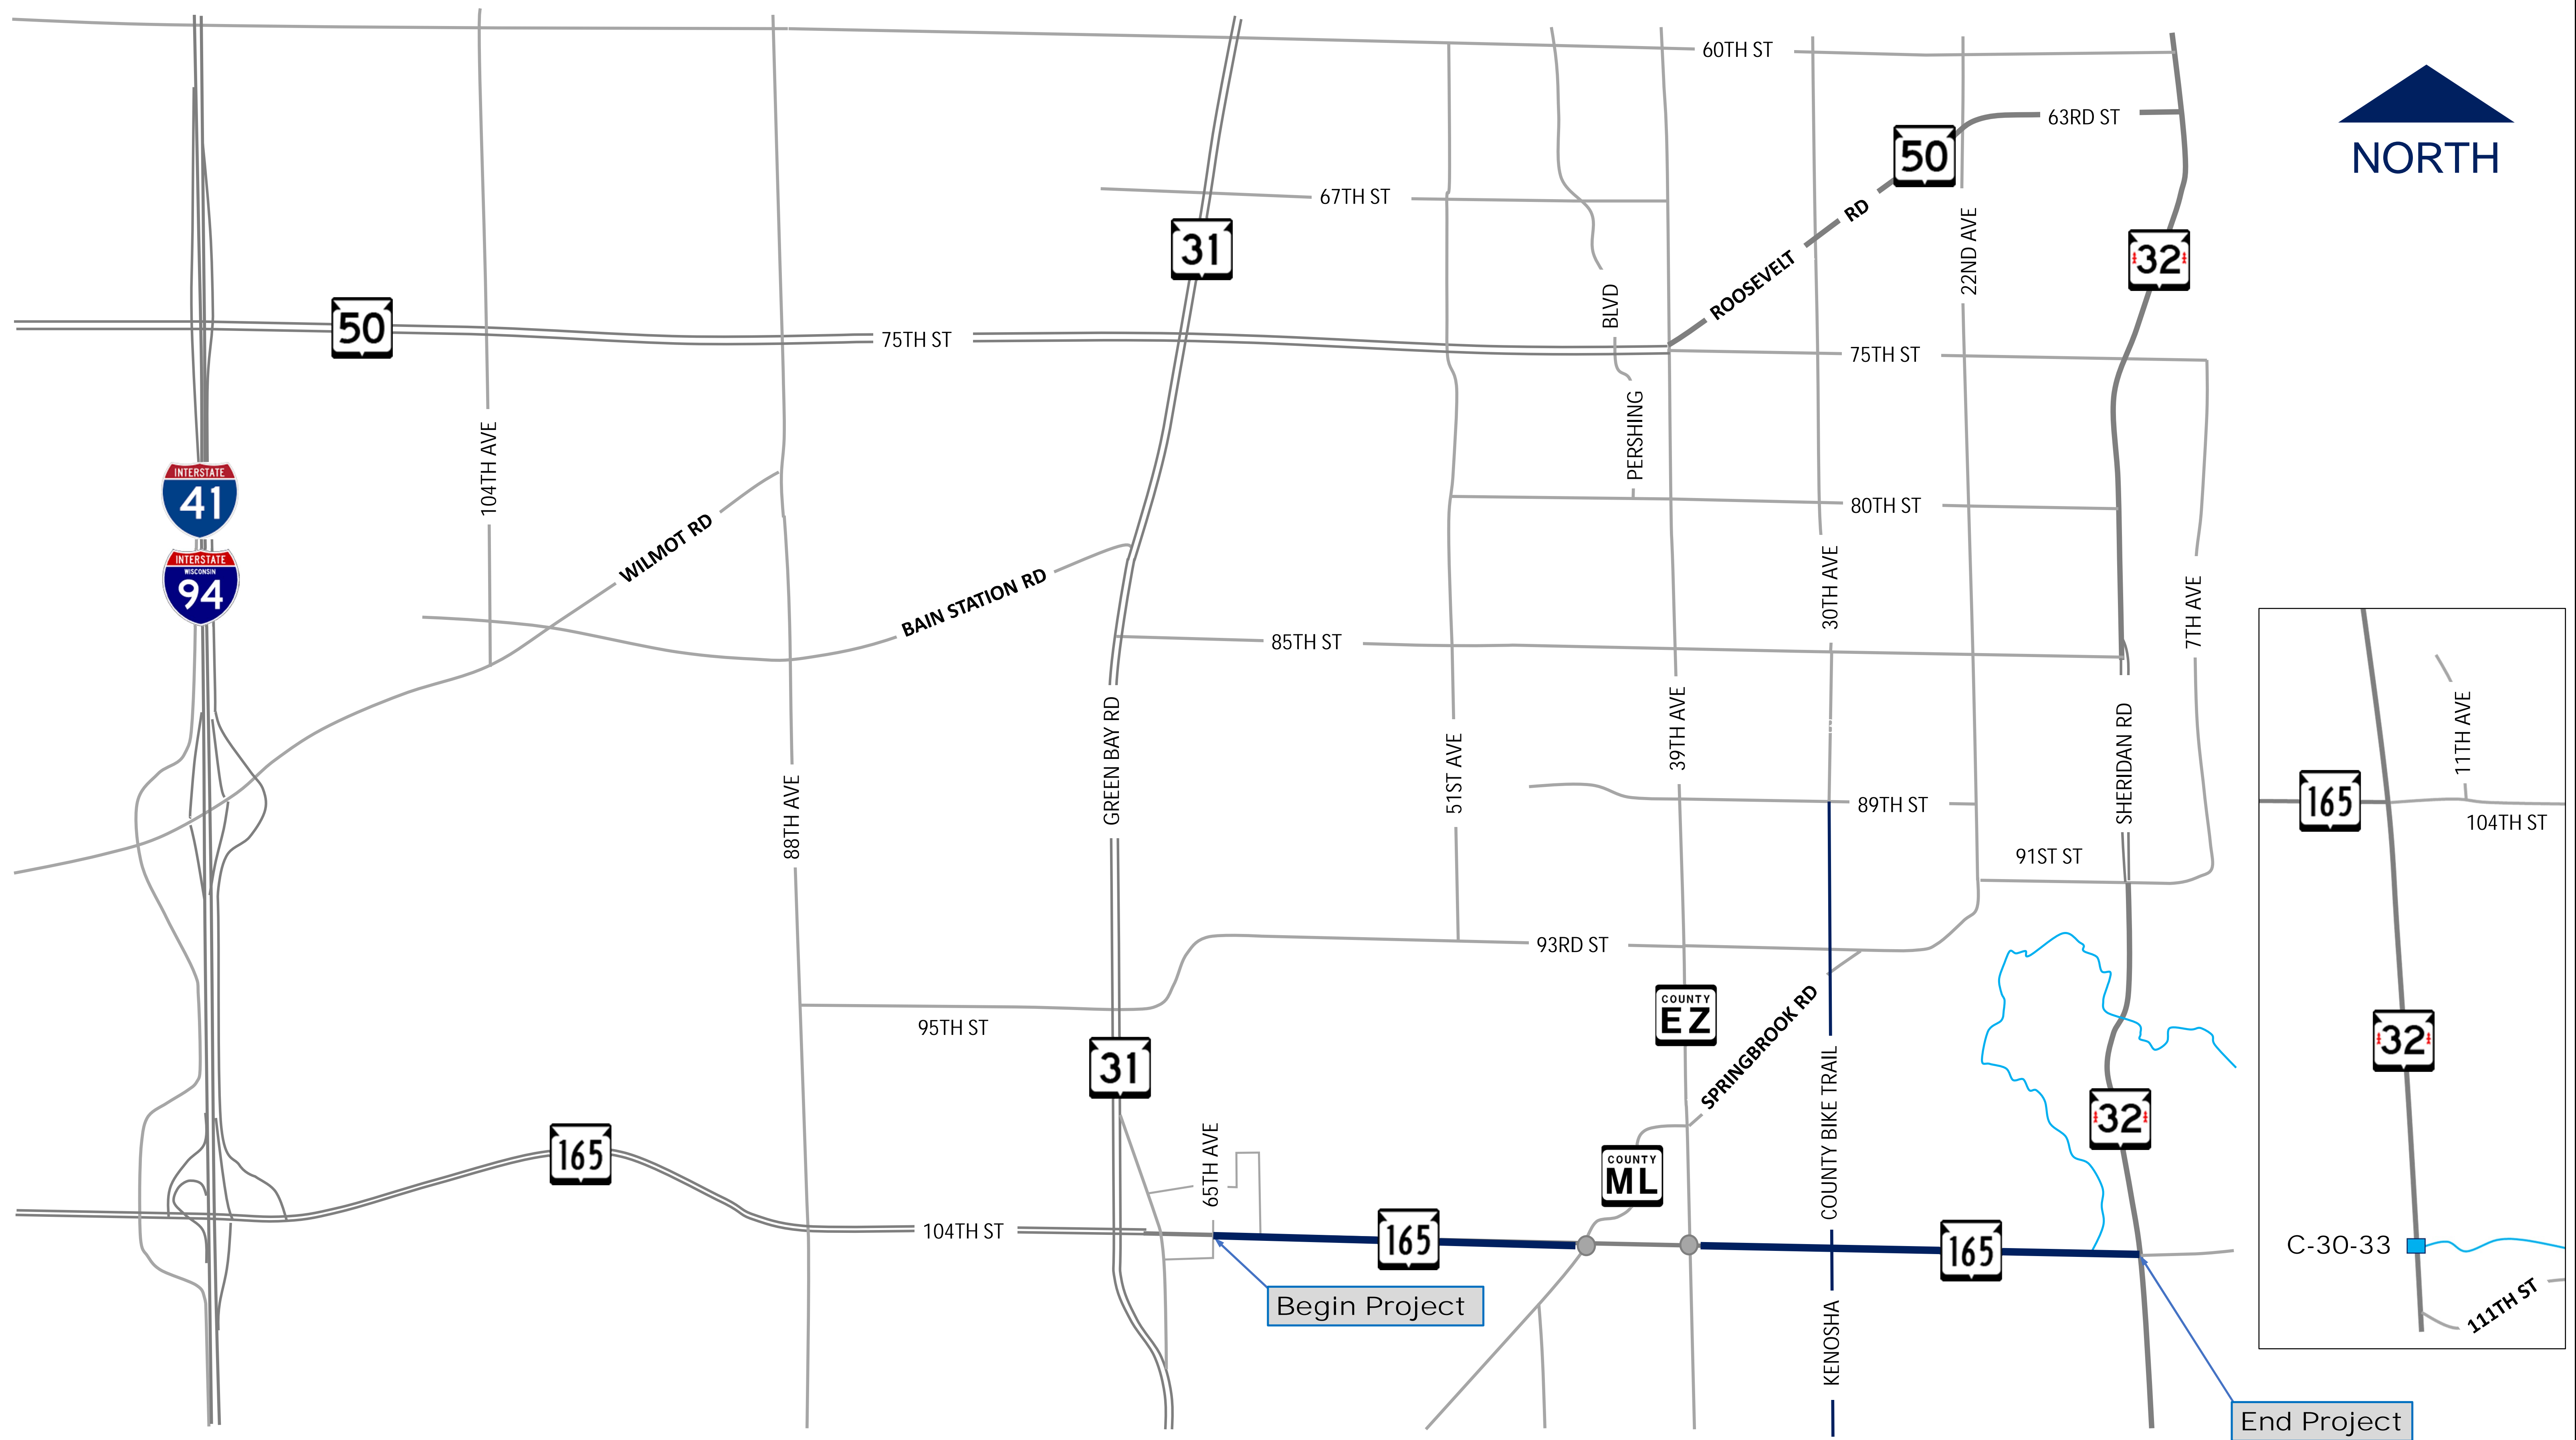 60TH ST
NORTH
63RD ST
50
67TH ST
RD
22ND AVE
31
32
ROOSEVELT
BLVD
50
75TH ST
75TH ST
PERSHING
104TH AVE
INTERSTATE
41
80TH ST
WILMOT RD
INTERSTATE
WISCONSIN
94
BAIN STATION RD
30TH AVE
7TH AVE
85TH ST
GREEN BAY RD
39TH AVE
SHERIDAN RD
11TH AVE
51ST AVE
88TH AVE
89TH ST
165
104TH ST
91ST ST
93RD ST
95TH ST
COUNTY
EZ
SPRINGBROOK RD
32
31
COUNTY BIKE TRAIL
32
165
65TH AVE
COUNTY
ML
104TH ST
165
165
C-30-33
Begin Project
KENOSHA
111TH ST
End Project